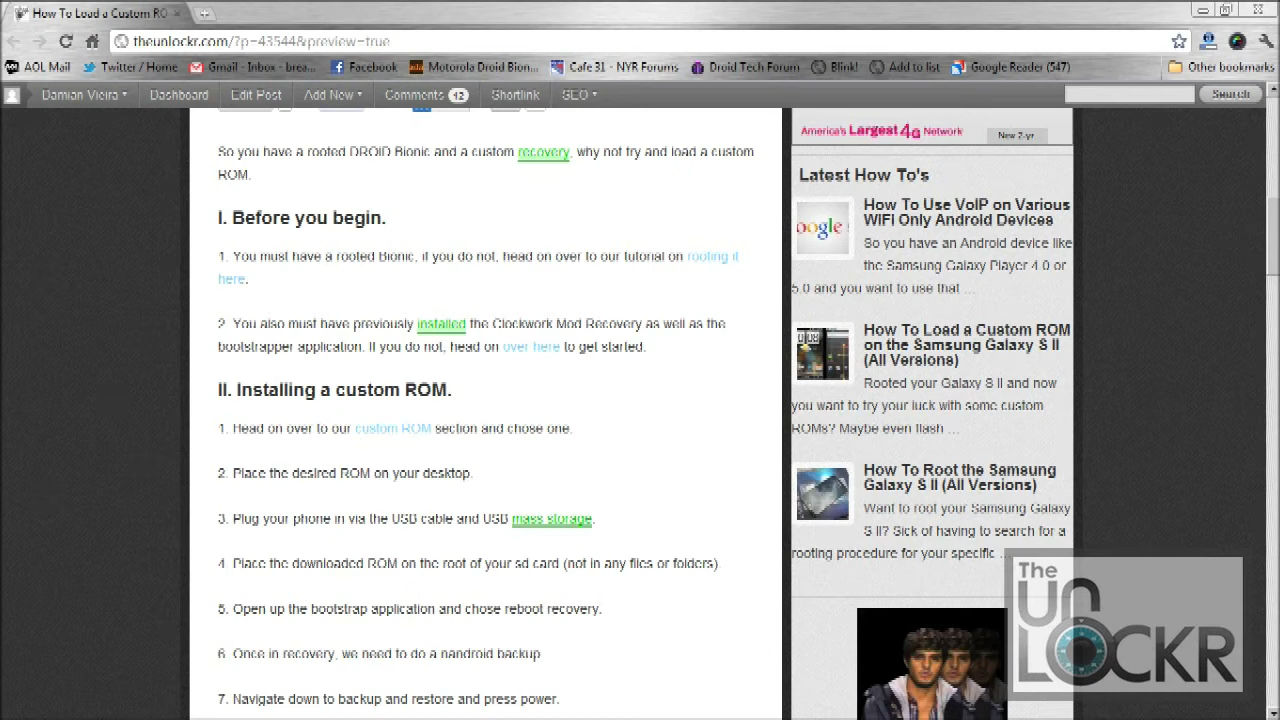 How To Load a Custom RO
theunlockr.com/?p=43544&preview=true
AOL Mail Twitter / Home Gmail - Inbox - brea... Facebook Motorola Droid Bion... Cafe 31 - NYR Forums Droid Tech Forum Blink! Add to list Google Reader (547) Other bookmarks
Damian Vieira Dashboard Edit Post Add New Comments 42 Shortlink SEO Search
So you have a rooted DROID Bionic and a custom recovery, why not try and load a custom
ROM.
I. Before you begin.
1. You must have a rooted Bionic, if you do not, head on over to our tutorial on rooting it
here.
2. You also must have previously installed the Clockwork Mod Recovery as well as the
bootstrapper application. If you do not, head on over here to get started.
II. Installing a custom ROM.
1. Head on over to our custom ROM section and chose one.
2. Place the desired ROM on your desktop.
3. Plug your phone in via the USB cable and USB mass storage.
4. Place the downloaded ROM on the root of your sd card (not in any files or folders).
5. Open up the bootstrap application and chose reboot recovery.
6. Once in recovery, we need to do a nandroid backup
7. Navigate down to backup and restore and press power.
America's Largest 4G Network New 2-yr
Latest How To's
oogle
How To Use VoIP on Various
WiFi Only Android Devices
So you have an Android device like
the Samsung Galaxy Player 4.0 or
5.0 and you want to use that ...
How To Load a Custom ROM
on the Samsung Galaxy S II
(All Versions)
Rooted your Galaxy S II and now
you want to try your luck with some custom
ROMs? Maybe even flash ...
How To Root the Samsung
Galaxy S II (All Versions)
Want to root your Samsung Galaxy
S II? Sick of having to search for a
rooting procedure for your specific ...
The
UN
LOCKR